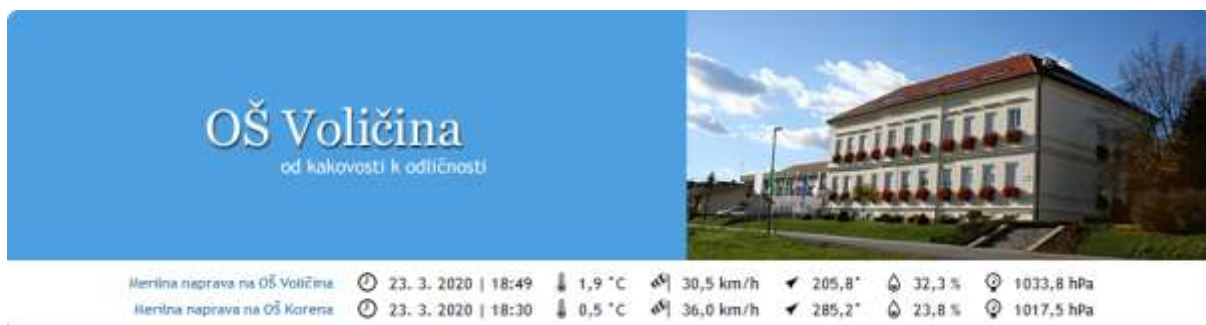 OŠ Voličina
od kakovosti k odličnosti
Merilna naprava na OŠ Voličina 23. 3. 2020 | 18:49 1,9 °C 30,5 km/h 205,8° 32,3 % 1033,8 hPa
Merilna naprava na OŠ Korena 23. 3. 2020 | 18:30 0,5 °C 36,0 km/h 285,2° 23,8 % 1017,5 hPa